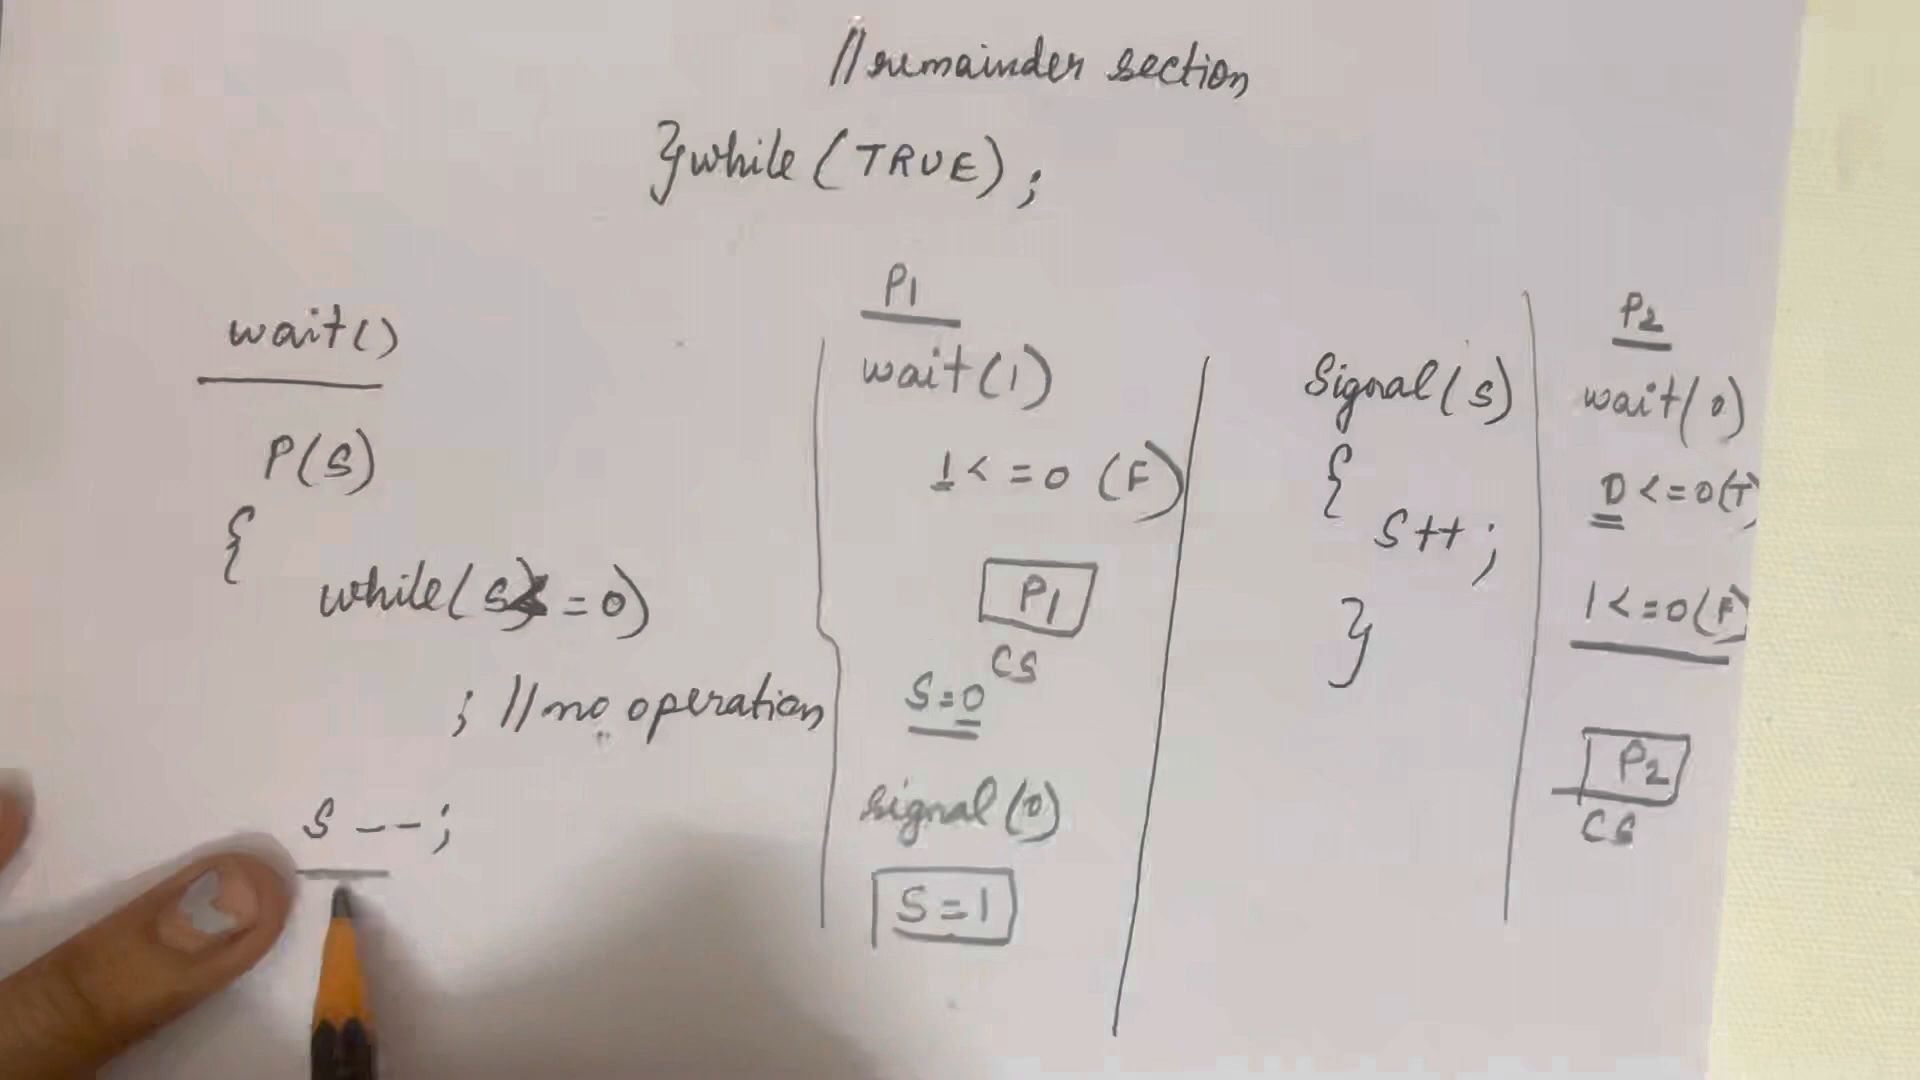 //remainder section
}while(TRUE);
wait()
P(S)
{
while(S<=0)
; //no operation
S--;
P1
wait(1)
1<=0 (F)
P1
CS
S=0
signal(0)
S=1
Signal(S)
{
S++;
}
P2
wait(0)
0<=0(T)
1<=0(F)
P2
CS